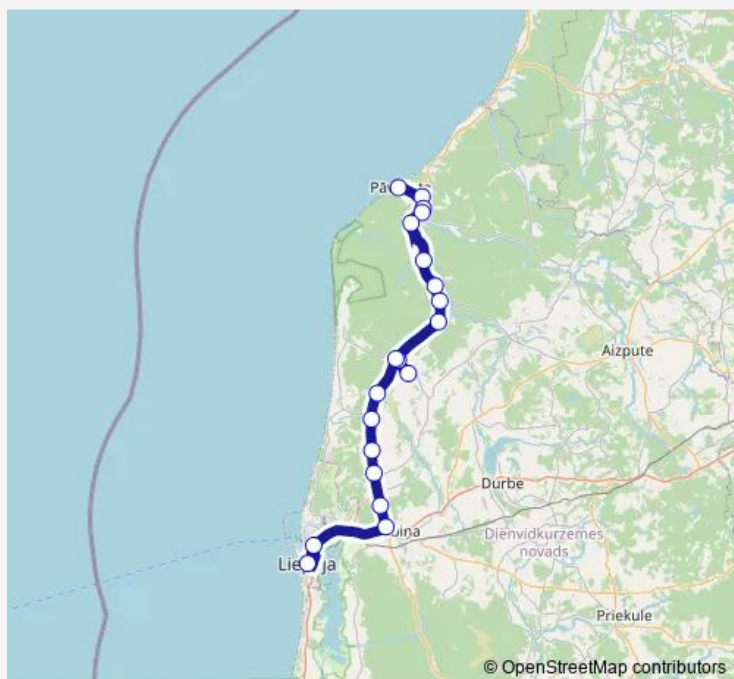 Aizpute
Durbe
Dienvidkurzemes
novads
Priekule
© OpenStreetMap contributors